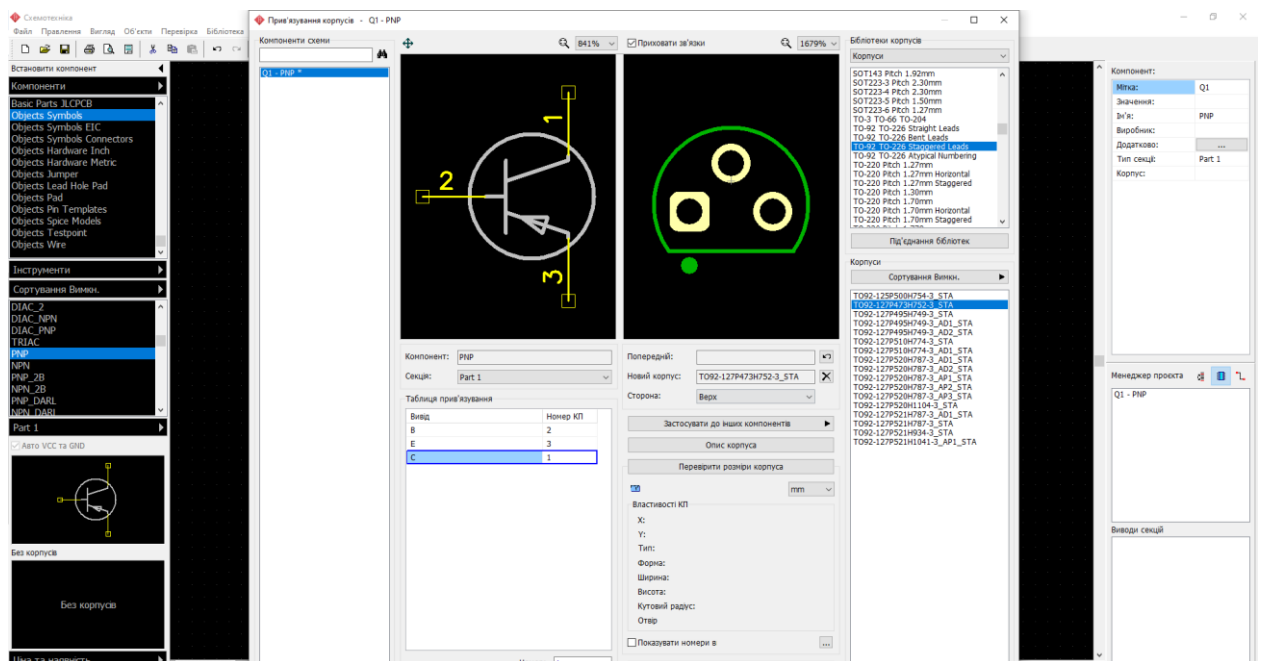 Схемотехніка
Файл Правлення Вигляд Об'єкти Перевірка Бібліотека
Встановити компонент
Компоненти
Basic Parts JLCPCB
Objects Symbols
Objects Symbols EIC
Objects Symbols Connectors
Objects Hardware Inch
Objects Hardware Metric
Objects Jumper
Objects Lead Hole Pad
Objects Pad
Objects Pin Templates
Objects Spice Models
Objects Testpoint
Objects Wire
Інструменти
Сортування Вимкн.
DIAC_2
DIAC_NPN
DIAC_PNP
TRIAC
PNP
NPN
PNP_2B
NPN_2B
PNP_DARL
NPN_DARL
Part 1
Авто VCC та GND
Без корпусів
Без корпусів
Ціна та наявність
Прив'язування корпусів - Q1 - PNP
Компоненти схеми
Q1 - PNP *
841%
1
2
3
Компонент: PNP
Секція: Part 1
Таблиця прив'язування
Вивід Номер КП
B 2
E 3
C 1
Приховати зв'язки
1679%
Попередній:
Новий корпус: TO92-127P473H752-3_STA
Сторона: Верх
Застосувати до інших компонентів
Опис корпуса
Перевірити розміри корпуса
mm
Властивості КП
X:
Y:
Тип:
Форма:
Ширина:
Висота:
Кутовий радіус:
Отвір
Показувати номери в
...
Бібліотеки корпусів
Корпуси
SOT143 Pitch 1.92mm
SOT223-3 Pitch 2.30mm
SOT223-4 Pitch 2.30mm
SOT223-5 Pitch 1.50mm
SOT223-6 Pitch 1.27mm
TO-3 TO-66 TO-204
TO-92 TO-226 Straight Leads
TO-92 TO-226 Bent Leads
TO-92 TO-226 Staggered Leads
TO-92 TO-226 Atypical Numbering
TO-220 Pitch 1.27mm
TO-220 Pitch 1.27mm Horizontal
TO-220 Pitch 1.27mm Staggered
TO-220 Pitch 1.30mm
TO-220 Pitch 1.70mm
TO-220 Pitch 1.70mm Horizontal
TO-220 Pitch 1.70mm Staggered
Під'єднання бібліотек
Корпуси
Сортування Вимкн.
TO92-125P500H754-3_STA
TO92-127P473H752-3_STA
TO92-127P495H749-3_STA
TO92-127P495H749-3_AD1_STA
TO92-127P495H749-3_AD2_STA
TO92-127P510H774-3_STA
TO92-127P510H774-3_AD1_STA
TO92-127P520H787-3_AD1_STA
TO92-127P520H787-3_AD2_STA
TO92-127P520H787-3_AP1_STA
TO92-127P520H787-3_AP2_STA
TO92-127P520H787-3_AP3_STA
TO92-127P520H1104-3_STA
TO92-127P521H787-3_AD1_STA
TO92-127P521H787-3_STA
TO92-127P521H934-3_STA
TO92-127P521H1041-3_AP1_STA
Компонент:
Мітка: Q1
Значення:
Ім'я: PNP
Виробник:
Додатково: ...
Тип секції: Part 1
Корпус:
Менеджер проєкта
Q1 - PNP
Виводи секцій